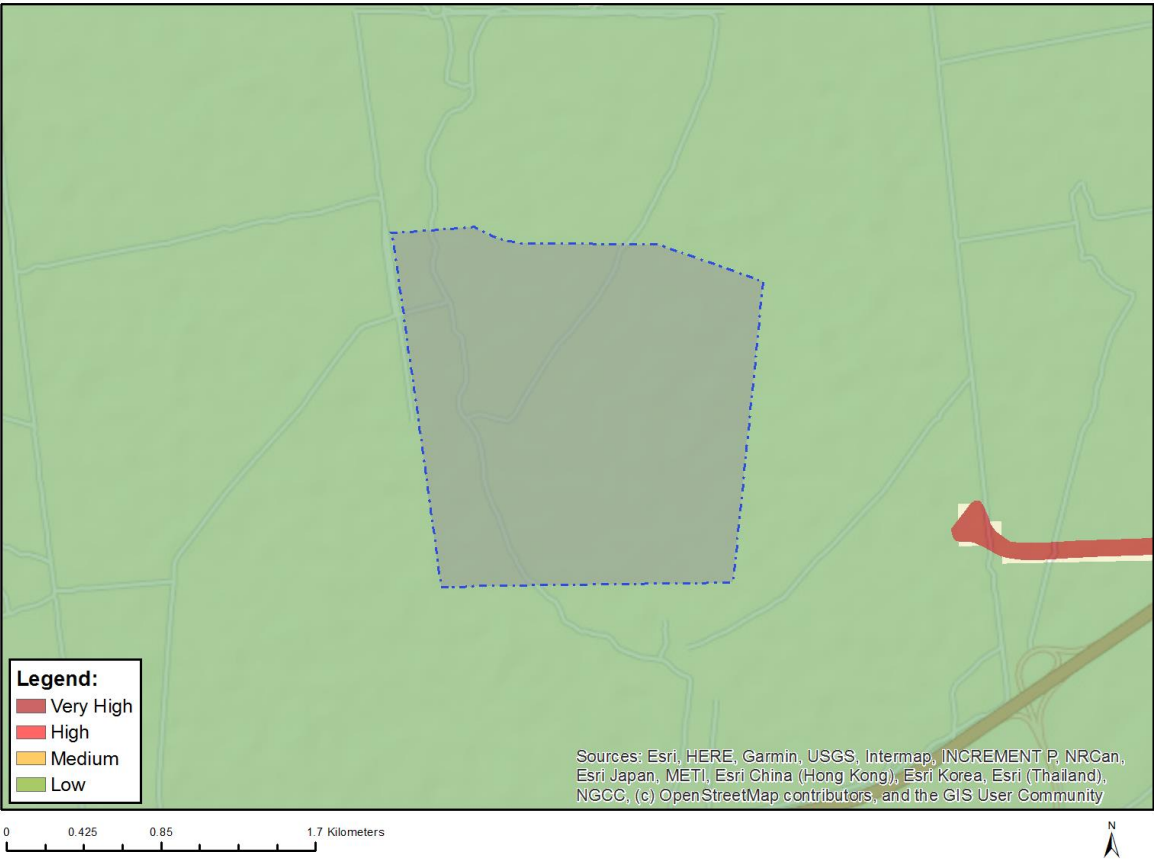 Legend:
Very High
High
Medium
Low
Sources: Esri, HERE, Garmin, USGS, Intermap, INCREMENT P, NRCan,
Esri Japan, METI, Esri China (Hong Kong), Esri Korea, Esri (Thailand),
NGCC, (c) OpenStreetMap contributors, and the GIS User Community
0 0.425 0.85 1.7 Kilometers
N